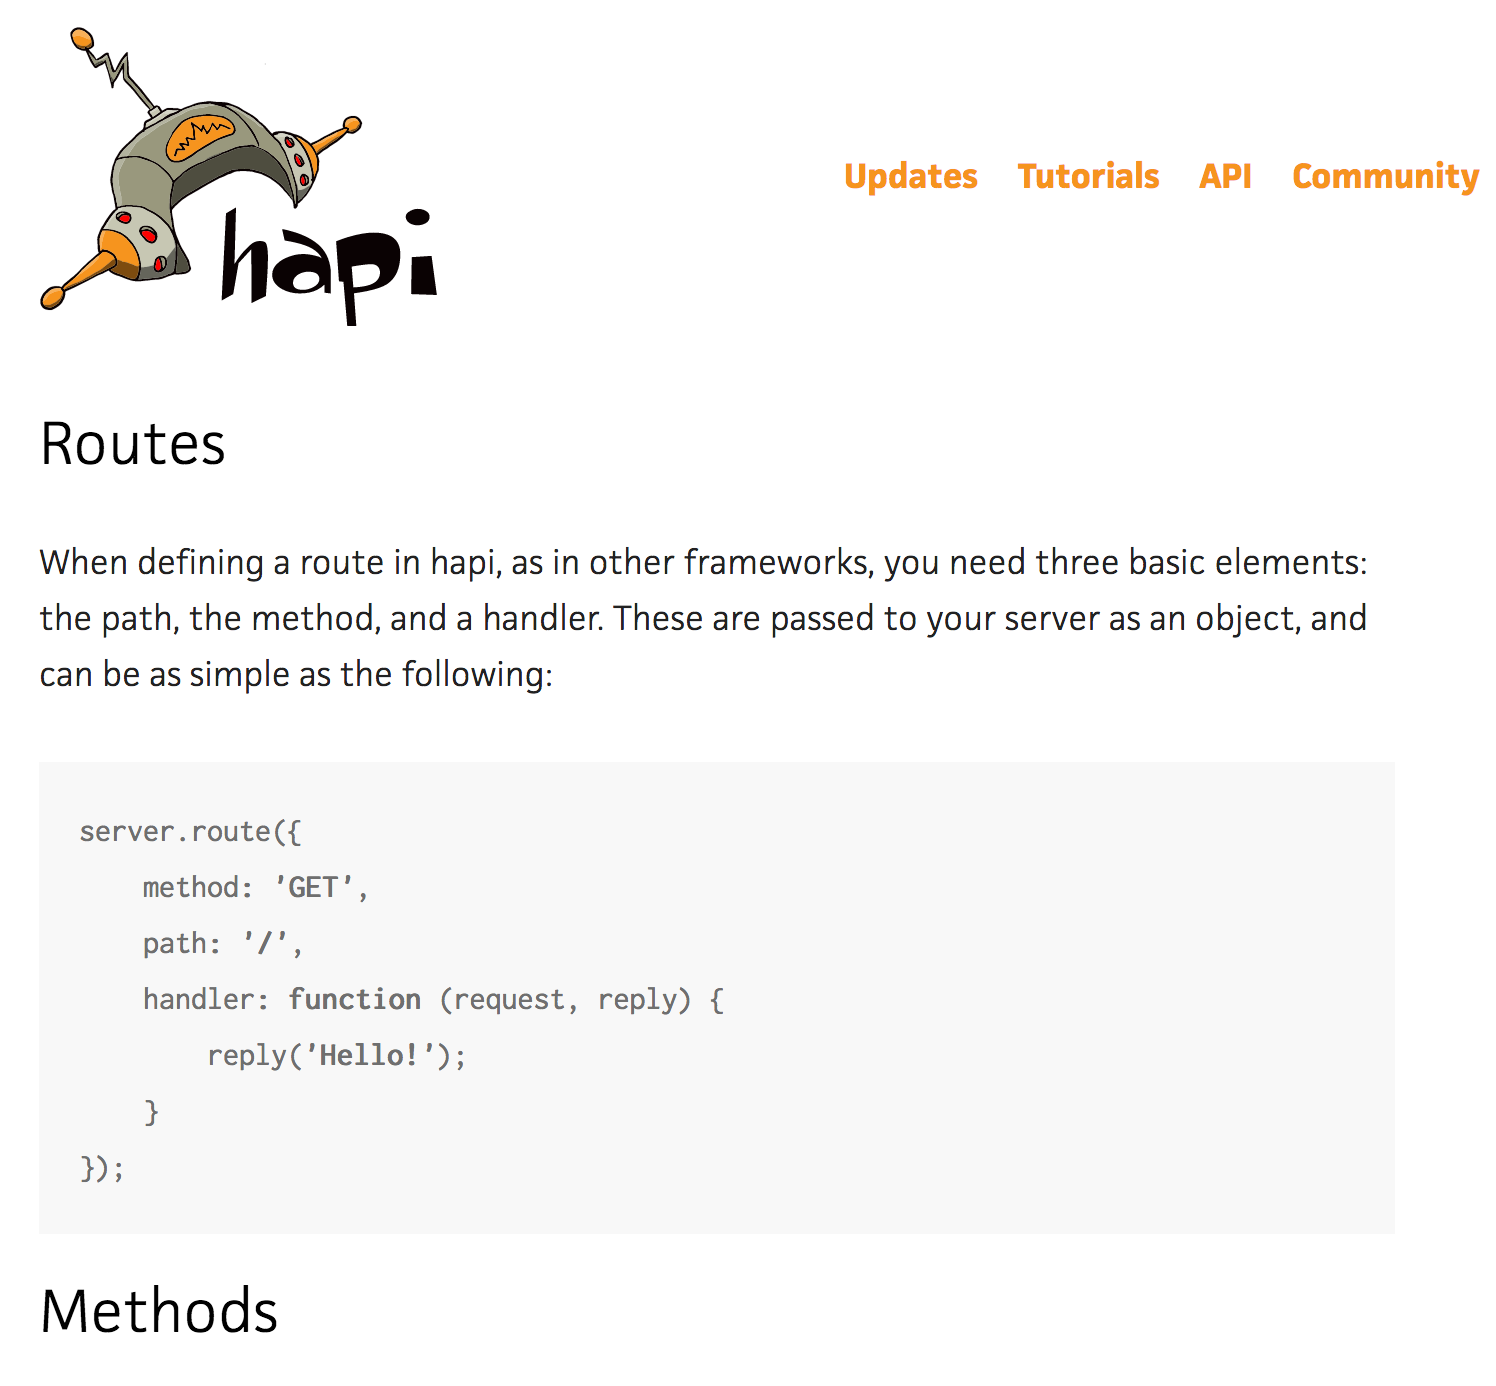 hapi
Updates Tutorials API Community
Routes
When defining a route in hapi, as in other frameworks, you need three basic elements:
the path, the method, and a handler. These are passed to your server as an object, and
can be as simple as the following:
server.route({
    method: 'GET',
    path: '/',
    handler: function (request, reply) {
        reply('Hello!');
    }
});
Methods